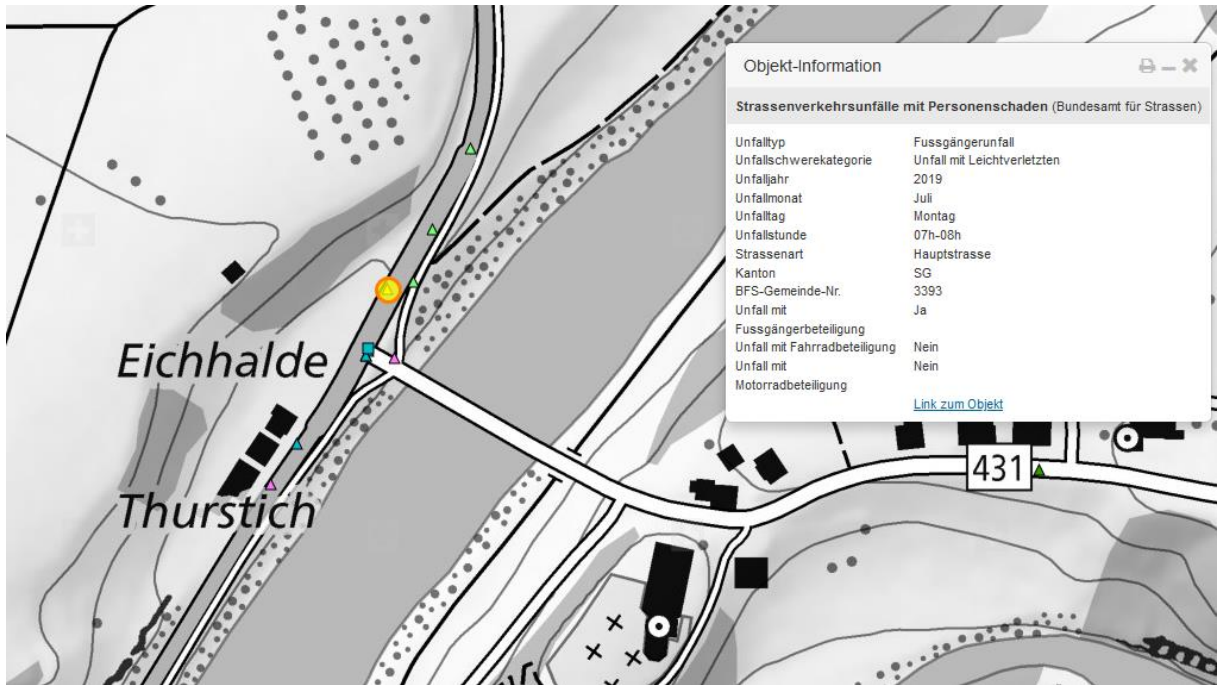 Objekt-Information
Strassenverkehrsunfälle mit Personenschaden (Bundesamt für Strassen)
Unfalltyp Fussgängerunfall
Unfallschwerekategorie Unfall mit Leichtverletzten
Unfalljahr 2019
Unfallmonat Juli
Unfalltag Montag
Unfallstunde 07h-08h
Strassenart Hauptstrasse
Kanton SG
BFS-Gemeinde-Nr. 3393
Unfall mit Ja
Fussgängerbeteiligung
Unfall mit Fahrradbeteiligung Nein
Unfall mit Nein
Motorradbeteiligung
Link zum Objekt
Eichhalde
431
Thurstich